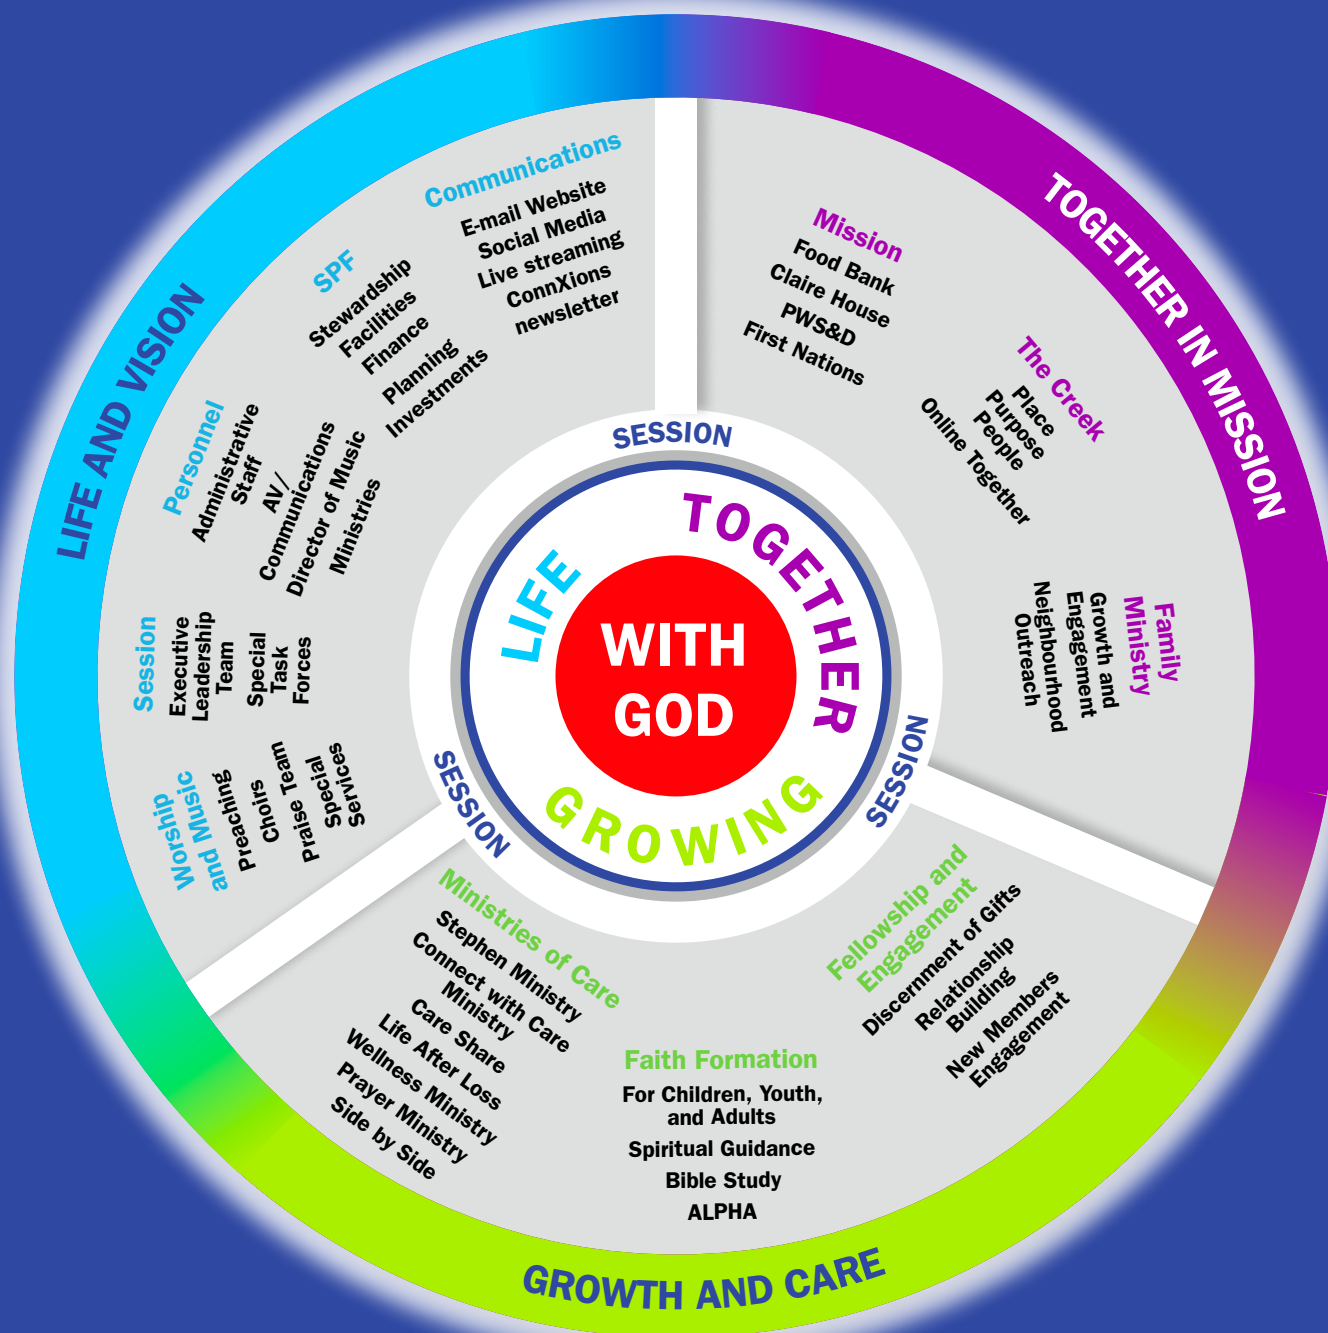 LIFE AND VISION
Communications
E-mail Website
Social Media
Live streaming
ConnXions
newsletter
SPF
Stewardship
Facilities
Finance
Planning
Investments
Personnel
Administrative
Staff
AV/
Communications
Director of Music
Ministries
Session
Executive
Leadership
Team
Special
Task
Forces
Worship
and Music
Preaching
Choirs
Praise Team
Special
Services
TOGETHER IN MISSION
Mission
Food Bank
Claire House
PWS&D
First Nations
The Creek
Place
Purpose
People
Online Together
Family
Ministry
Growth and
Engagement
Neighbourhood
Outreach
SESSION
SESSION
SESSION
LIFE
TOGETHER
GROWING
WITH
GOD
Ministries of Care
Stephen Ministry
Connect with Care
Ministry
Care Share
Life After Loss
Wellness Ministry
Prayer Ministry
Side by Side
Faith Formation
For Children, Youth,
and Adults
Spiritual Guidance
Bible Study
ALPHA
Fellowship and
Engagement
Discernment of Gifts
Relationship
Building
New Members
Engagement
GROWTH AND CARE